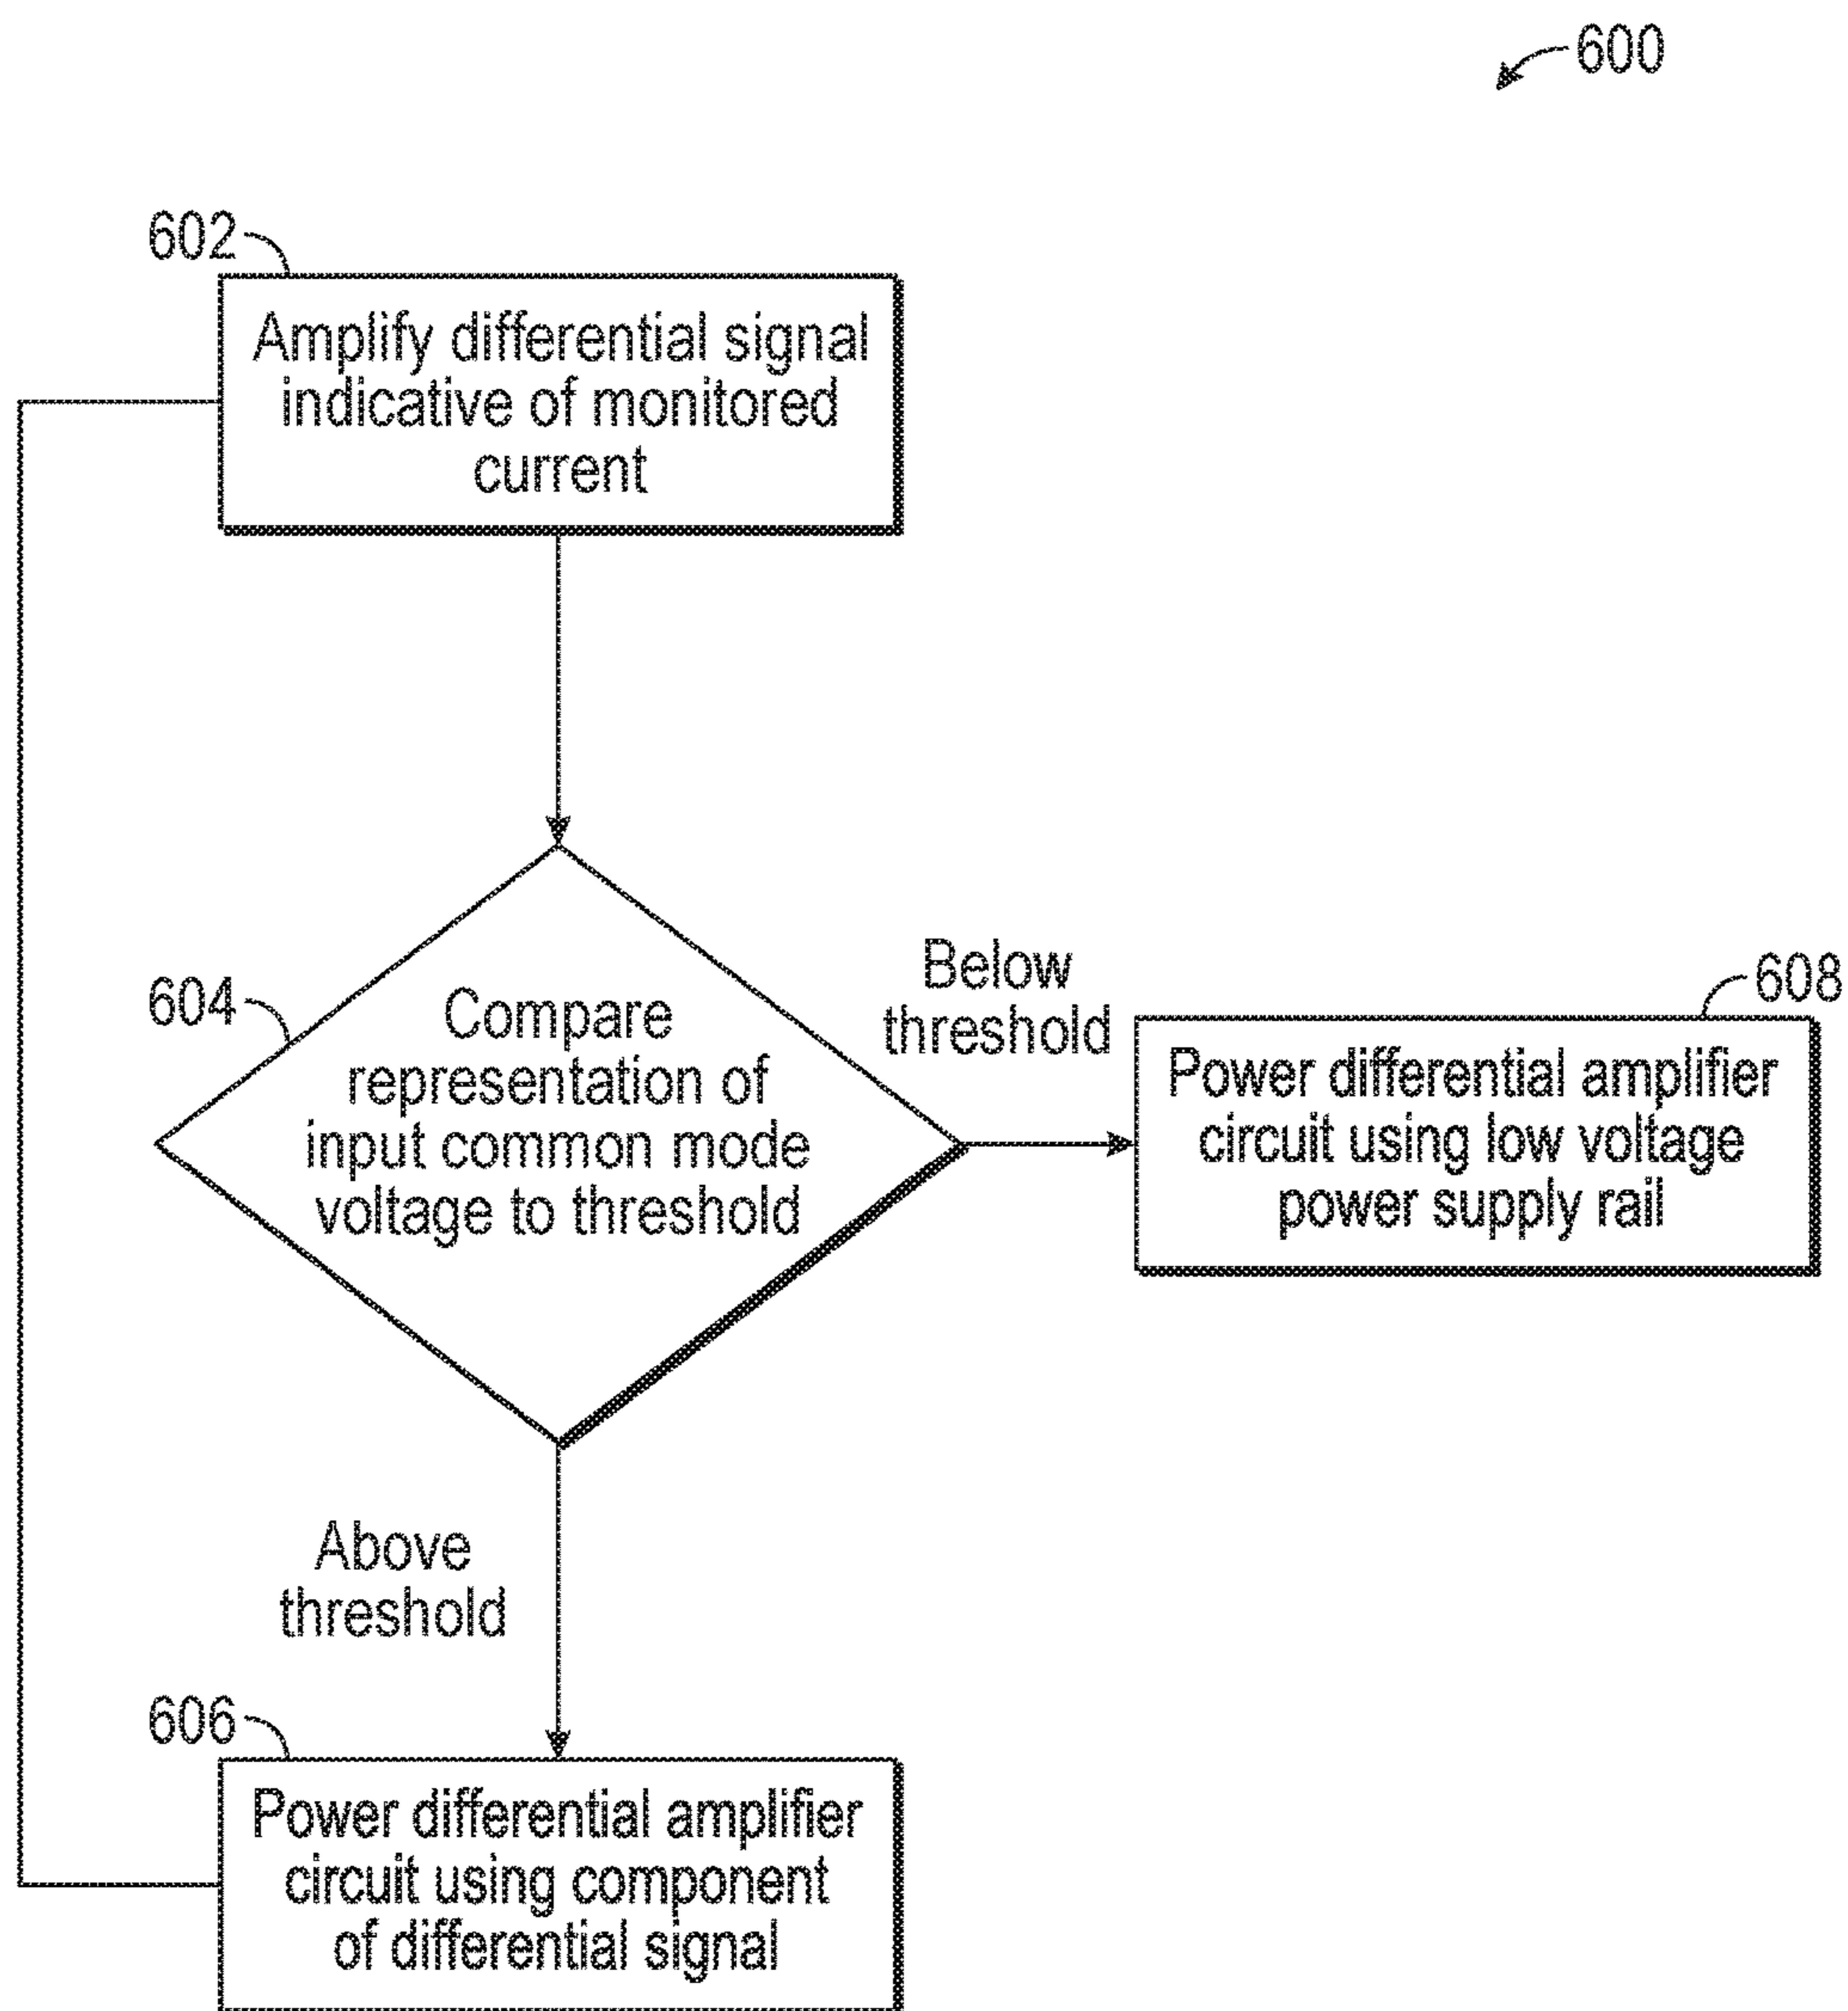 600
602
Amplify differential signal
indicative of monitored
current
604
Compare
representation of
input common mode
voltage to threshold
Below
threshold
608
Power differential amplifier
circuit using low voltage
power supply rail
Above
threshold
606
Power differential amplifier
circuit using component
of differential signal